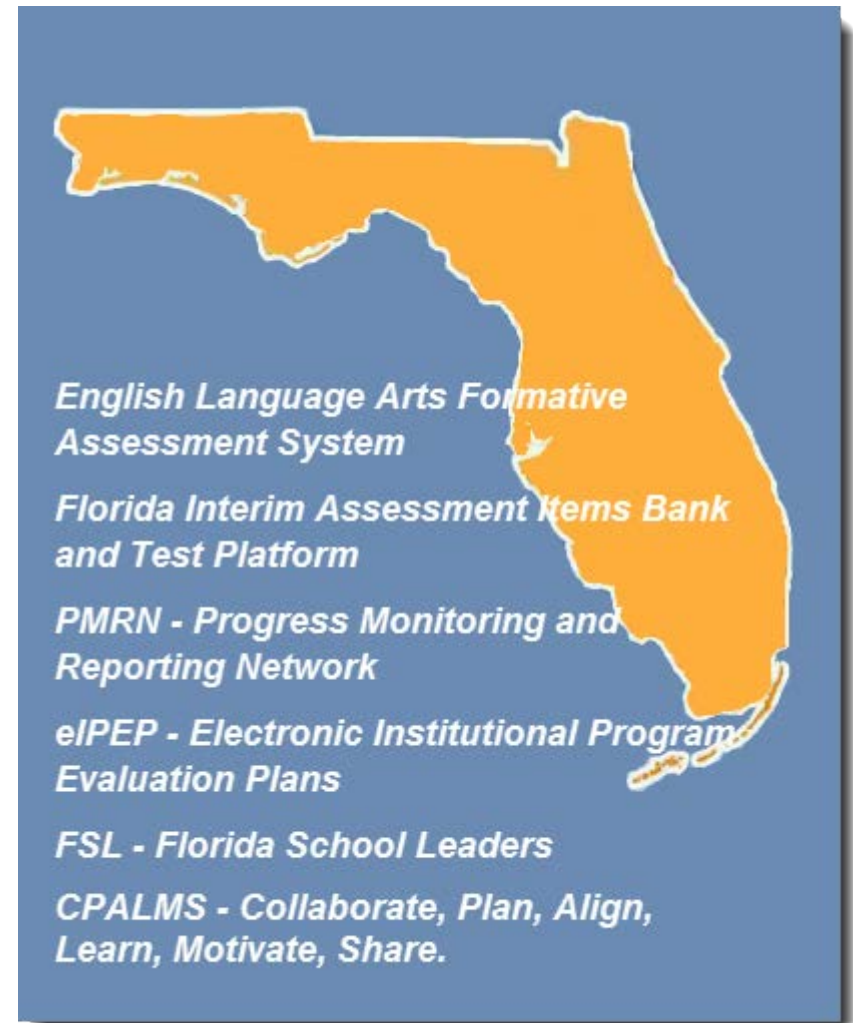 English Language Arts Formative
Assessment System
Florida Interim Assessment Items Bank
and Test Platform
PMRN - Progress Monitoring and
Reporting Network
eIPEP - Electronic Institutional Program
Evaluation Plans
FSL - Florida School Leaders
CPALMS - Collaborate, Plan, Align,
Learn, Motivate, Share.